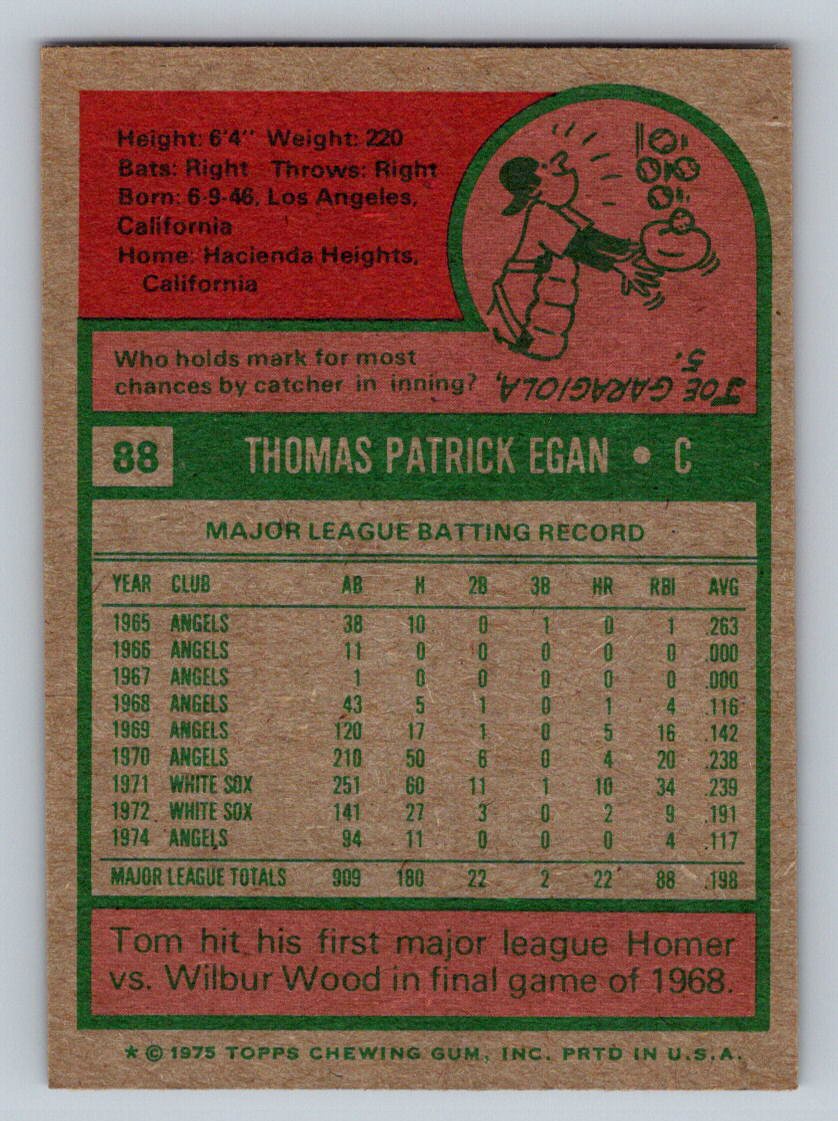 Height: 6'4" Weight: 220
Bats: Right Throws: Right
Born: 6-9-46, Los Angeles,
California
Home: Hacienda Heights,
California
Who holds mark for most
chances by catcher in inning?
JOE GARAGIOLA,
5.
88 THOMAS PATRICK EGAN • C
MAJOR LEAGUE BATTING RECORD
YEAR CLUB AB H 2B 3B HR RBI AVG
1965 ANGELS 38 10 0 1 0 1 .263
1966 ANGELS 11 0 0 0 0 0 .000
1967 ANGELS 1 0 0 0 0 0 .000
1968 ANGELS 43 5 1 0 1 4 .116
1969 ANGELS 120 17 1 0 5 16 .142
1970 ANGELS 210 50 6 0 4 20 .238
1971 WHITE SOX 251 60 11 1 10 34 .239
1972 WHITE SOX 141 27 3 0 2 9 .191
1974 ANGELS 94 11 0 0 0 4 .117
MAJOR LEAGUE TOTALS 909 180 22 2 22 88 .198
Tom hit his first major league Homer
vs. Wilbur Wood in final game of 1968.
* © 1975 TOPPS CHEWING GUM, INC. PRTD IN U.S.A.